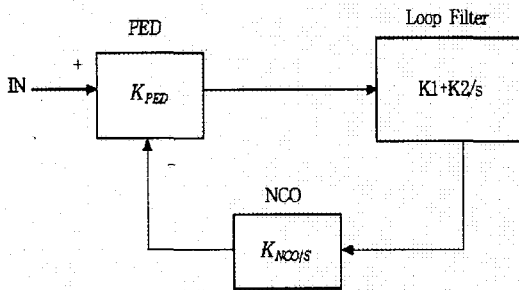 PED
Loop Filter
+
IN
K_PED
K1+K2/s
−
NCO
K_NCO/S